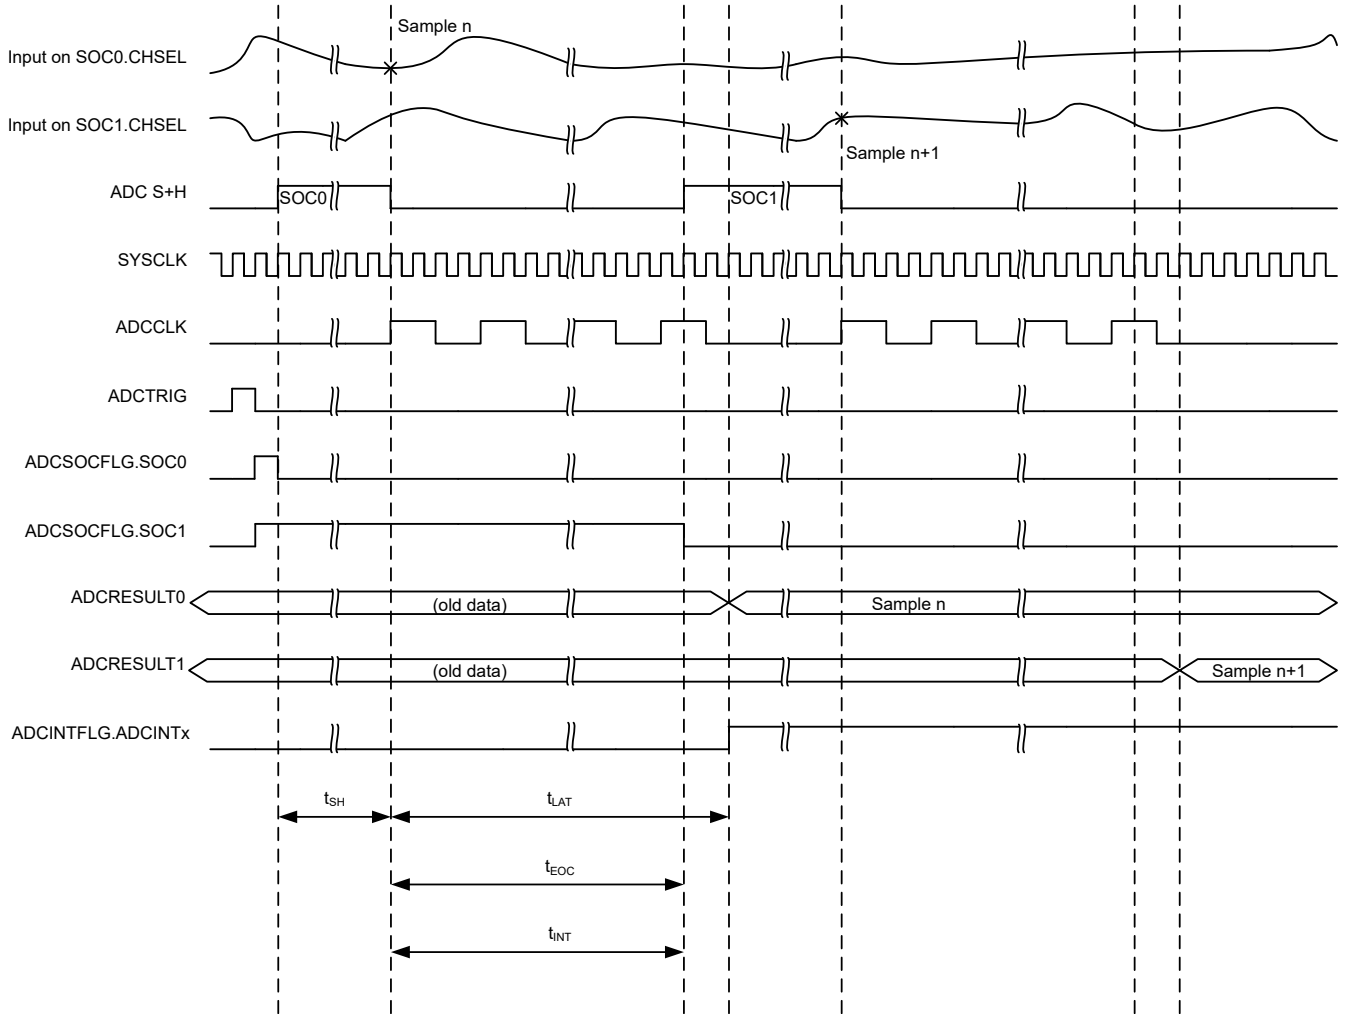 Sample n
Input on SOC0.CHSEL
Input on SOC1.CHSEL
Sample n+1
ADC S+H
SOC0
SOC1
SYSCLK
ADCCLK
ADCTRIG
ADCSOCFLG.SOC0
ADCSOCFLG.SOC1
ADCRESULT0
(old data)
Sample n
ADCRESULT1
(old data)
Sample n+1
ADCINTFLG.ADCINTx
tSH
tLAT
tEOC
tINT